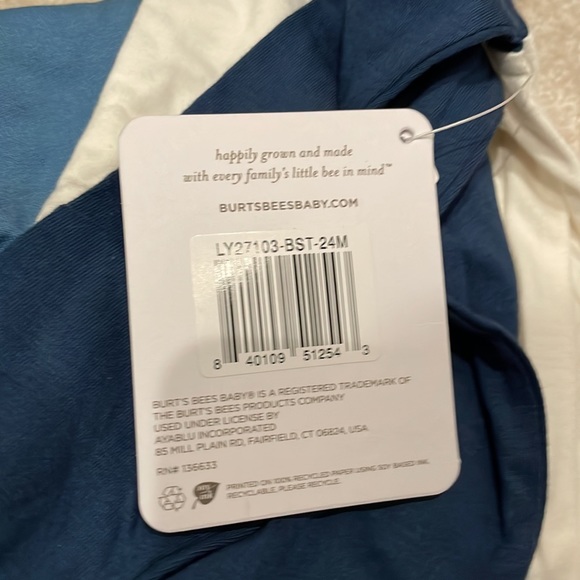 happily grown and made
with every family's little bee in mind™
BURTSBEESBABY.COM
LY27103-BST-24M
8 40109 51254 3
BURT'S BEES BABY® IS A REGISTERED TRADEMARK OF
THE BURT'S BEES PRODUCTS COMPANY
USED UNDER LICENSE BY
AYABLU INCORPORATED
85 MILL PLAIN RD, FAIRFIELD, CT 06824, USA
RN# 136633
PRINTED ON 100% RECYCLED PAPER USING SOY BASED INK.
RECYCLABLE, PLEASE RECYCLE.